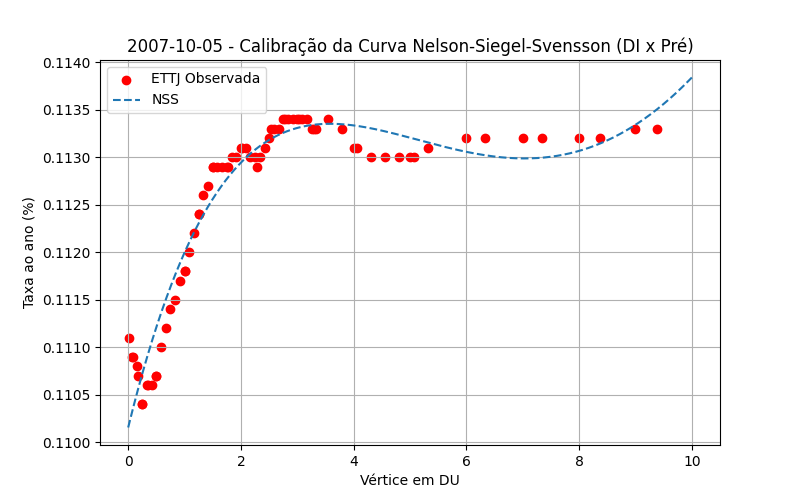 2007-10-05 - Calibração da Curva Nelson-Siegel-Svensson (DI x Pré)
ETTJ Observada
NSS
Taxa ao ano (%)
0.1140
0.1135
0.1130
0.1125
0.1120
0.1115
0.1110
0.1105
0.1100
0 2 4 6 8 10
Vértice em DU